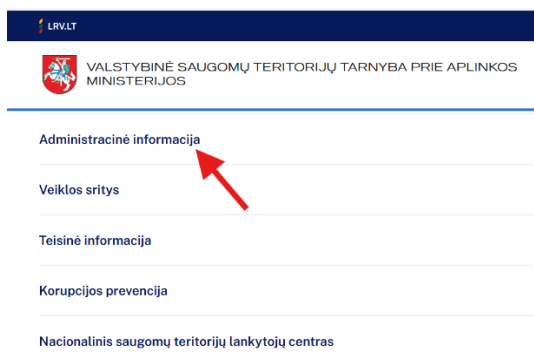 LRV.LT
VALSTYBINĖ SAUGOMŲ TERITORIJŲ TARNYBA PRIE APLINKOS
MINISTERIJOS
Administracinė informacija
Veiklos sritys
Teisinė informacija
Korupcijos prevencija
Nacionalinis saugomų teritorijų lankytojų centras